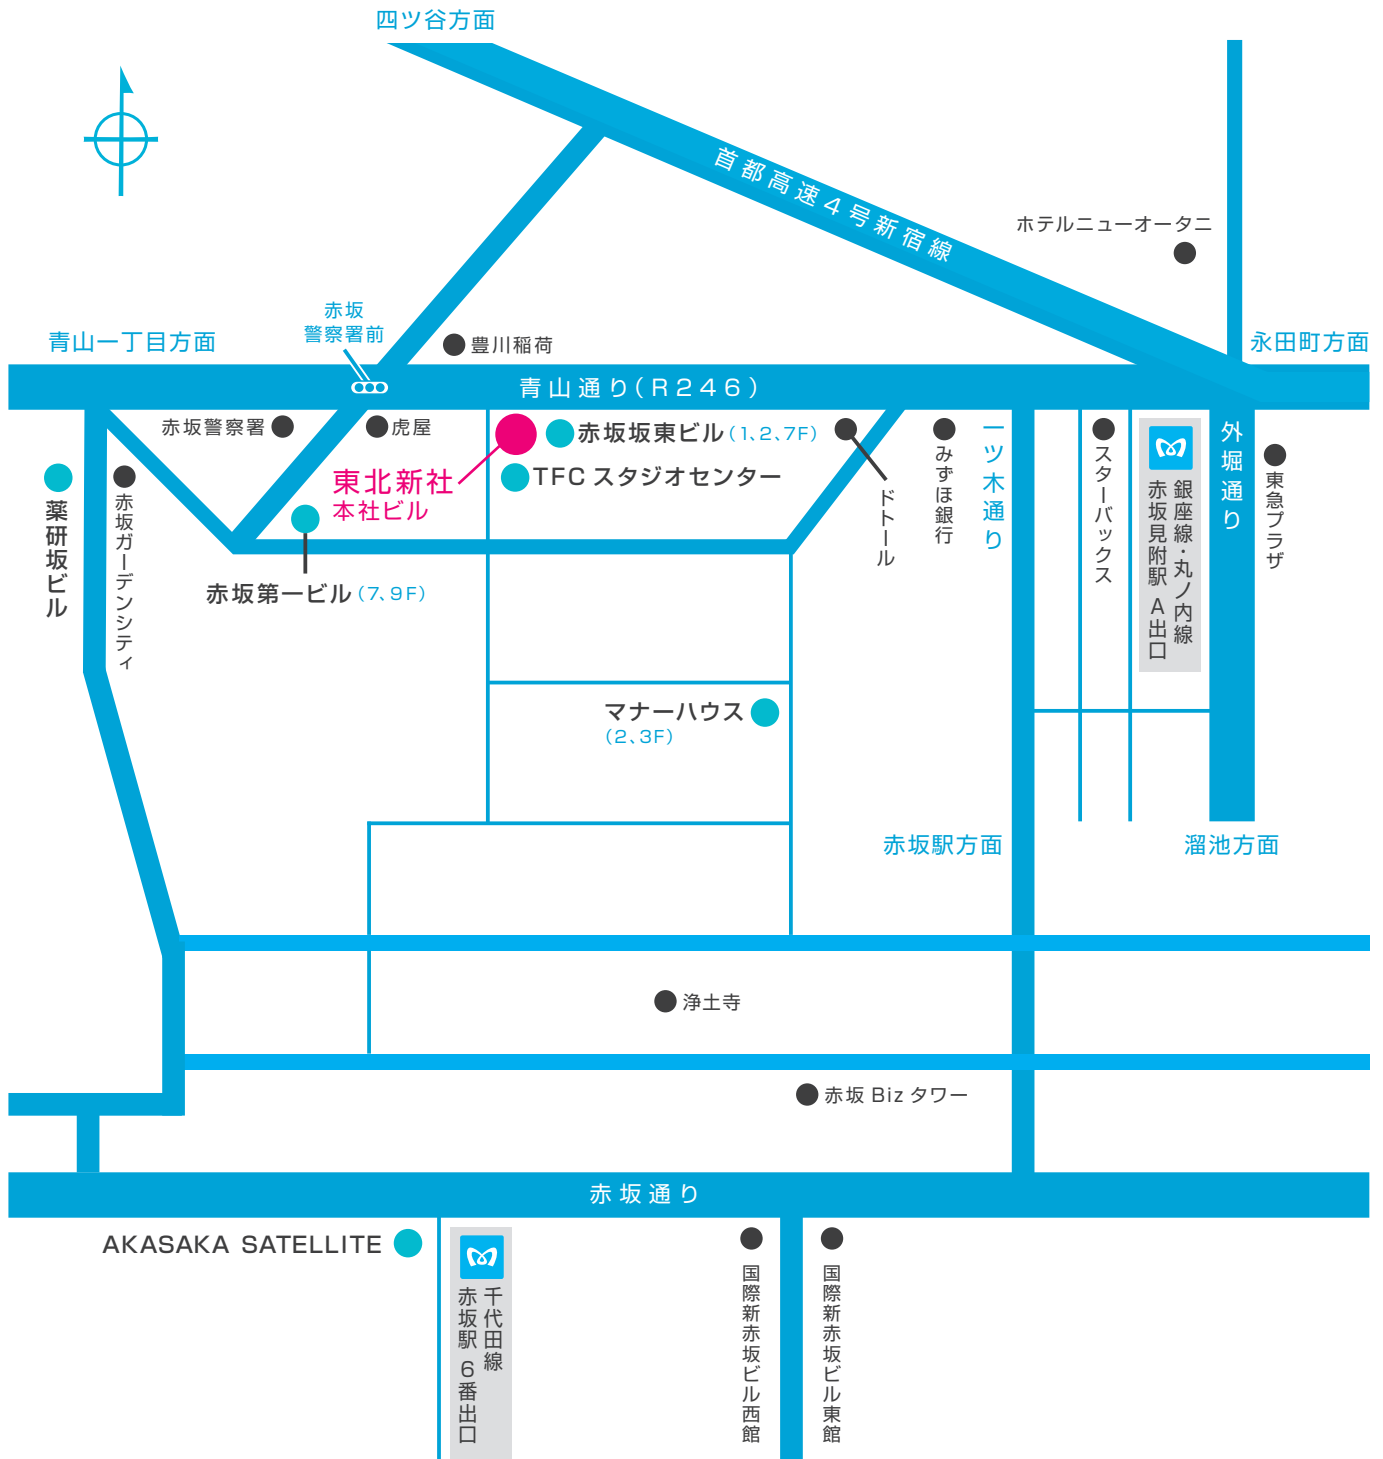 四ツ谷方面
首都高速4号新宿線
ホテルニューオータニ
赤坂
警察署前
青山一丁目方面
豊川稲荷
永田町方面
青山通り(R246)
赤坂警察署
虎屋
赤坂坂東ビル(1、2、7F)
東北新社
本社ビル
TFC スタジオセンター
薬研坂ビル
赤坂ガーデンシティ
赤坂第一ビル(7、9F)
ドトール
みずほ銀行
一ツ木通り
スターバックス
銀座線・丸ノ内線
赤坂見附駅 A出口
外堀通り
東急プラザ
マナーハウス
(2、3F)
赤坂駅方面
溜池方面
浄土寺
赤坂 Biz タワー
赤坂通り
AKASAKA SATELLITE
千代田線
赤坂駅 6番出口
国際新赤坂ビル西館
国際新赤坂ビル東館